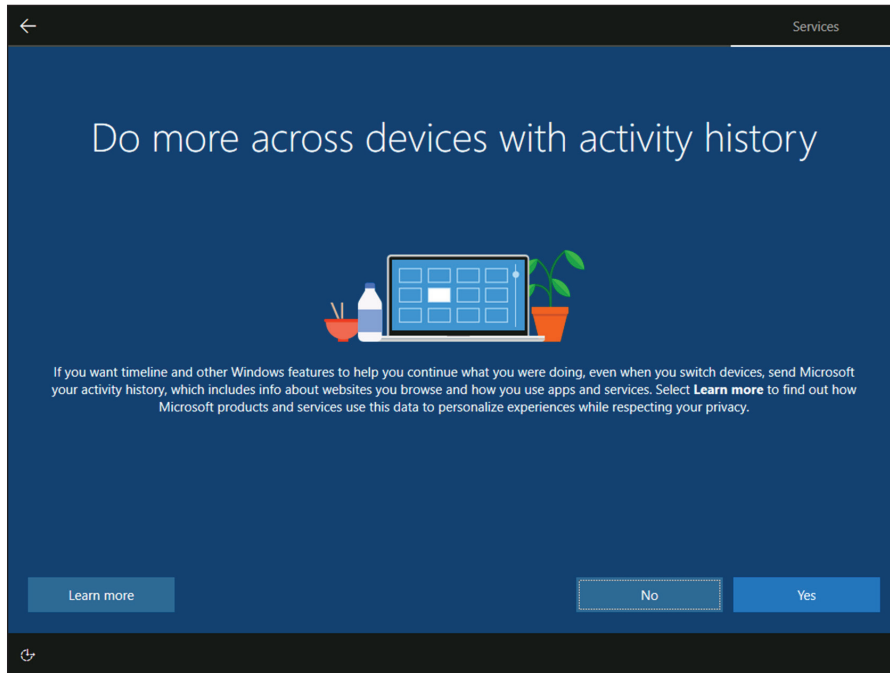 Services
Do more across devices with activity history
If you want timeline and other Windows features to help you continue what you were doing, even when you switch devices, send Microsoft
your activity history, which includes info about websites you browse and how you use apps and services. Select Learn more to find out how
Microsoft products and services use this data to personalize experiences while respecting your privacy.
Learn more
No
Yes